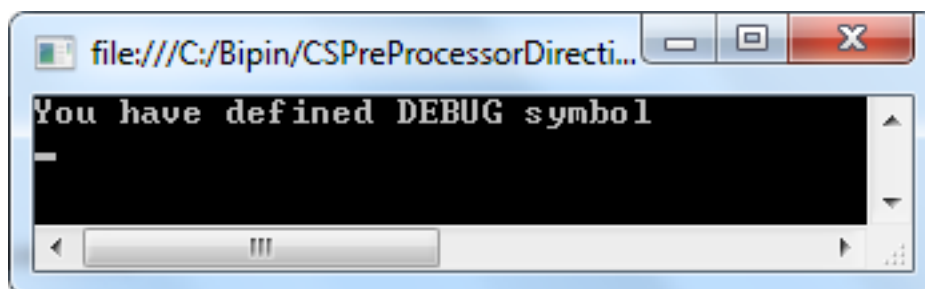 file:///C:/Bipin/CSPreProcessorDirecti...
You have defined DEBUG symbol